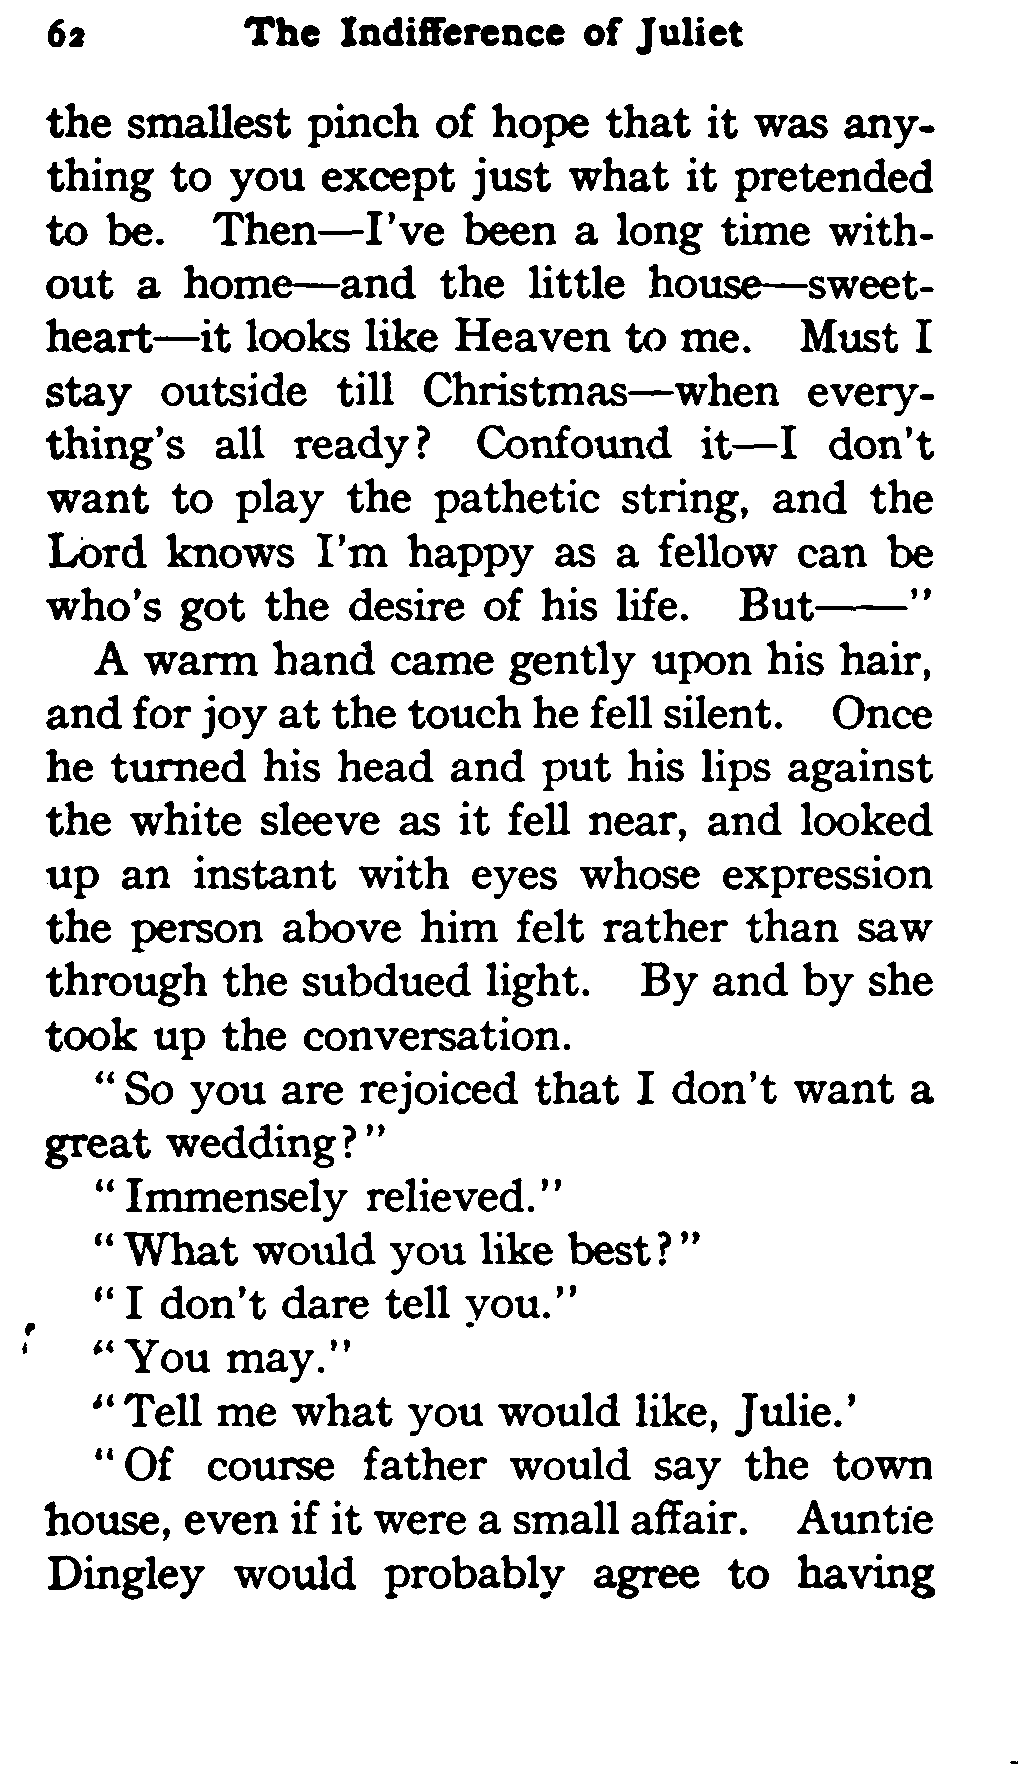 62 The Indifference of Juliet
the smallest pinch of hope that it was any-
thing to you except just what it pretended
to be. Then—I've been a long time with-
out a home—and the little house—sweet-
heart—it looks like Heaven to me. Must I
stay outside till Christmas—when every-
thing's all ready? Confound it—I don't
want to play the pathetic string, and the
Lord knows I'm happy as a fellow can be
who's got the desire of his life. But——"
A warm hand came gently upon his hair,
and for joy at the touch he fell silent. Once
he turned his head and put his lips against
the white sleeve as it fell near, and looked
up an instant with eyes whose expression
the person above him felt rather than saw
through the subdued light. By and by she
took up the conversation.
"So you are rejoiced that I don't want a
great wedding?"
"Immensely relieved."
"What would you like best?"
"I don't dare tell you."
"You may."
"Tell me what you would like, Julie.'
"Of course father would say the town
house, even if it were a small affair. Auntie
Dingley would probably agree to having